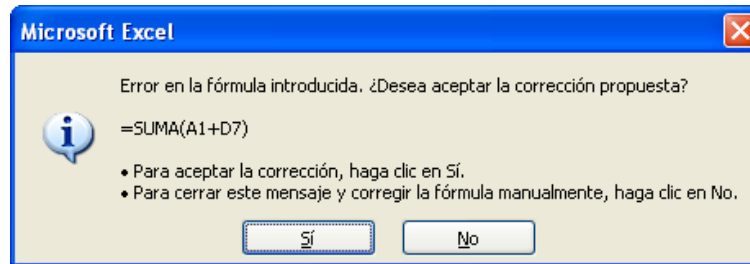 Microsoft Excel
Error en la fórmula introducida. ¿Desea aceptar la corrección propuesta?
=SUMA(A1+D7)
• Para aceptar la corrección, haga clic en Sí.
• Para cerrar este mensaje y corregir la fórmula manualmente, haga clic en No.
Sí
No